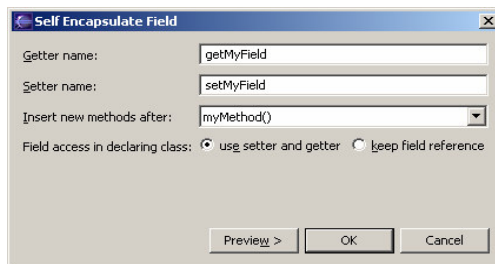 Self Encapsulate Field
Getter name: getMyField
Setter name: setMyField
Insert new methods after: myMethod()
Field access in declaring class: use setter and getter keep field reference
Preview > OK Cancel